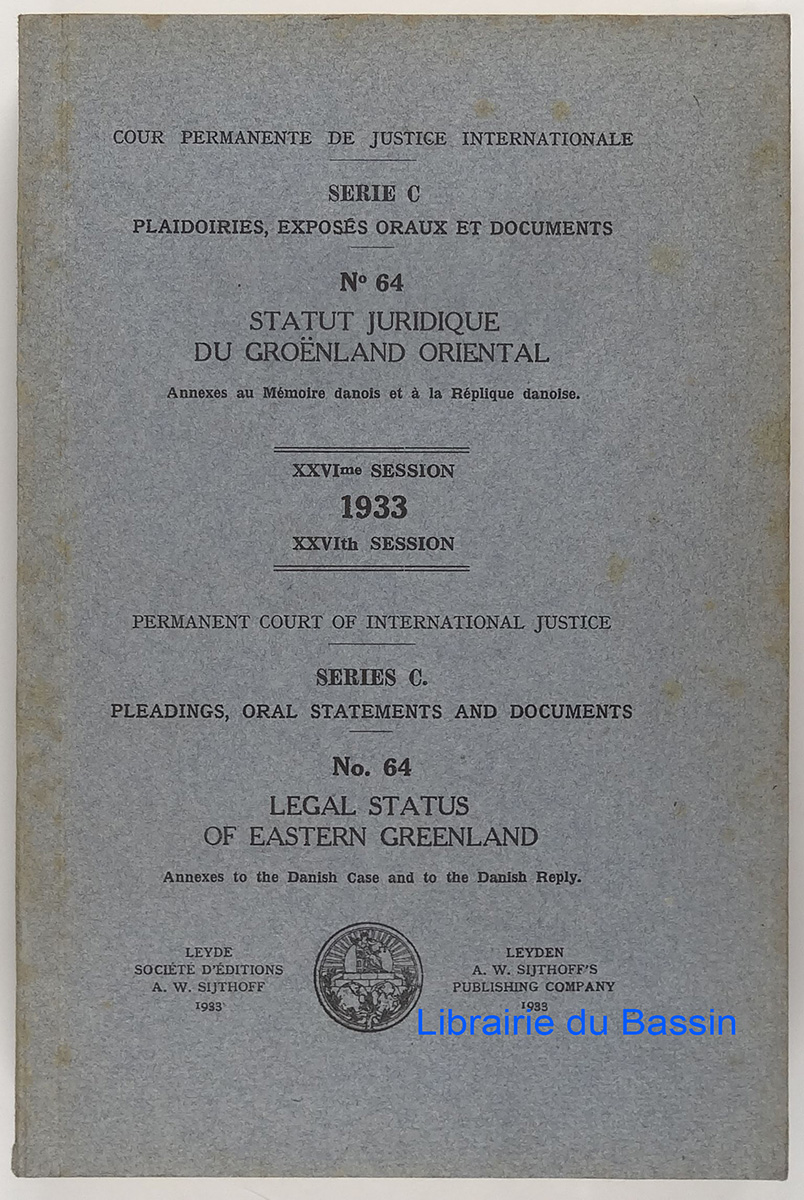 COUR PERMANENTE DE JUSTICE INTERNATIONALE
SERIE C
PLAIDOIRIES, EXPOSÉS ORAUX ET DOCUMENTS
Nº 64
STATUT JURIDIQUE
DU GROËNLAND ORIENTAL
Annexes au Mémoire danois et à la Réplique danoise.
XXVIme SESSION
1933
XXVIth SESSION
PERMANENT COURT OF INTERNATIONAL JUSTICE
SERIES C.
PLEADINGS, ORAL STATEMENTS AND DOCUMENTS
No. 64
LEGAL STATUS
OF EASTERN GREENLAND
Annexes to the Danish Case and to the Danish Reply.
LEYDE
SOCIÉTÉ D'ÉDITIONS
A. W. SIJTHOFF
1933
LEYDEN
A. W. SIJTHOFF'S
PUBLISHING COMPANY
1933
Librairie du Bassin